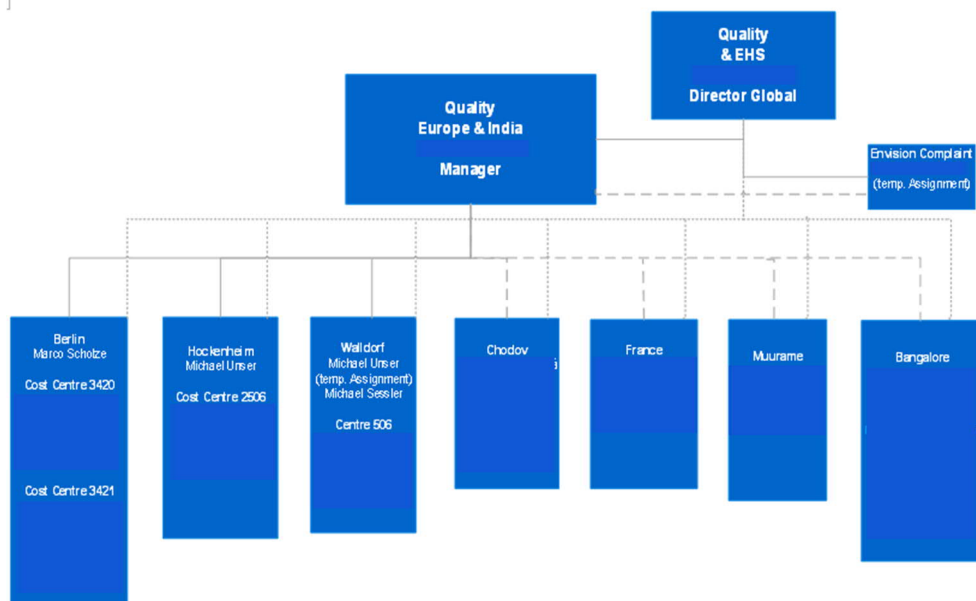 Quality
& EHS
Director Global
Quality
Europe & India
Manager
Envision Complaint
(temp. Assignment)
Berlin
Marco Scholze
Cost Centre 3420
Cost Centre 3421
Hockenheim
Michael Unser
Cost Centre 2506
Walldorf
Michael Unser
(temp. Assignment)
Michael Sessler
Centre 506
Chodov
France
Muurame
Bangalore